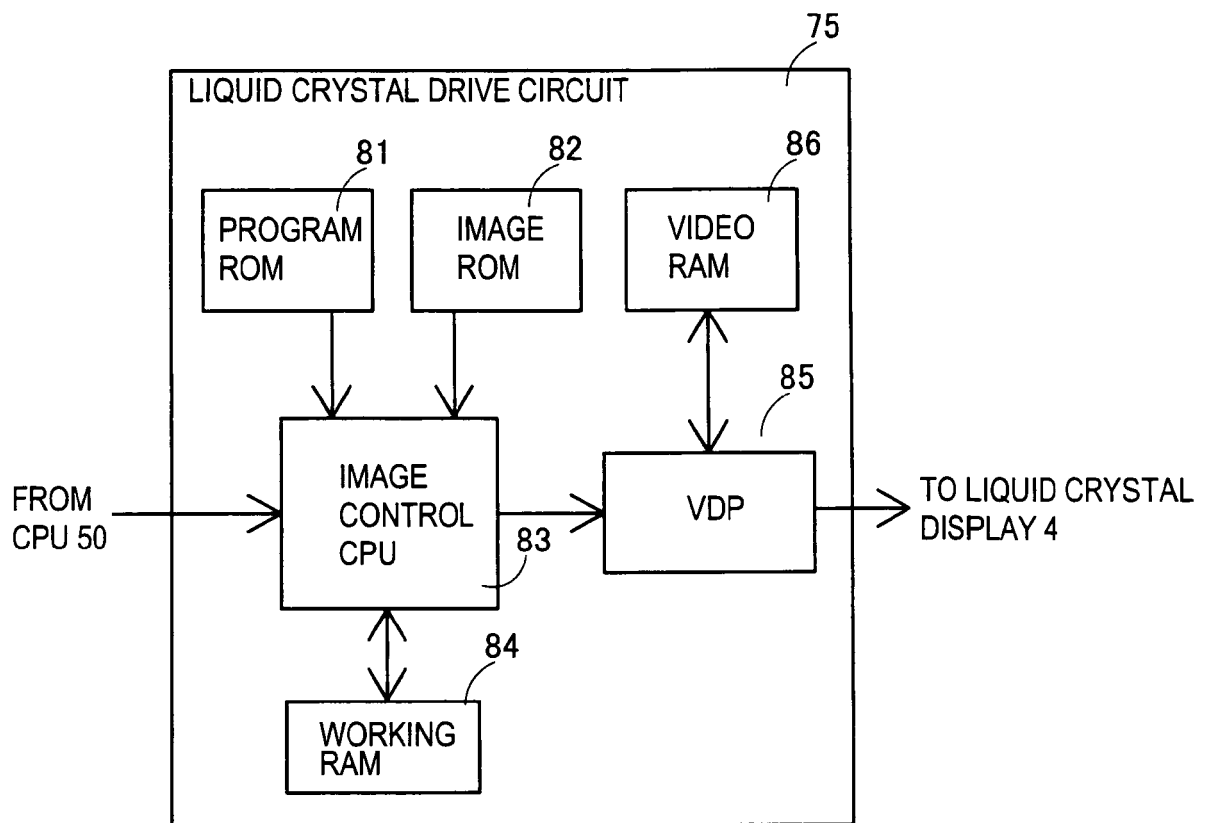 75
LIQUID CRYSTAL DRIVE CIRCUIT
81
82
86
PROGRAM
ROM
IMAGE
ROM
VIDEO
RAM
85
FROM
CPU 50
IMAGE
CONTROL
CPU
83
VDP
TO LIQUID CRYSTAL
DISPLAY 4
84
WORKING
RAM